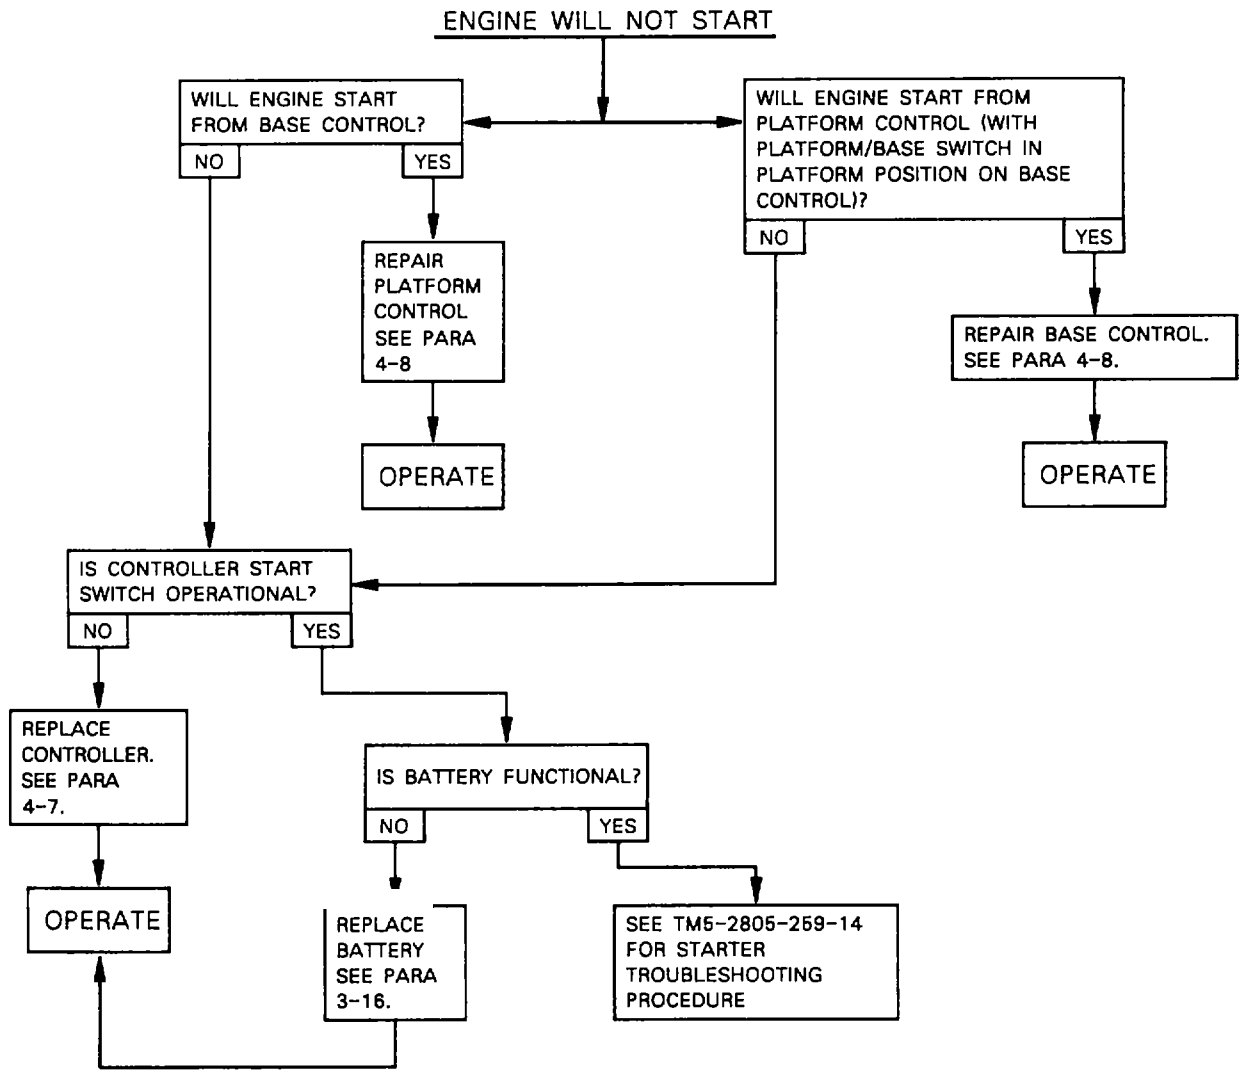 ENGINE WILL NOT START
WILL ENGINE START
FROM BASE CONTROL?
NO
YES
WILL ENGINE START FROM
PLATFORM CONTROL (WITH
PLATFORM/BASE SWITCH IN
PLATFORM POSITION ON BASE
CONTROL)?
NO
YES
REPAIR
PLATFORM
CONTROL
SEE PARA
4-8
REPAIR BASE CONTROL.
SEE PARA 4-8.
OPERATE
OPERATE
IS CONTROLLER START
SWITCH OPERATIONAL?
NO
YES
REPLACE
CONTROLLER.
SEE PARA
4-7.
IS BATTERY FUNCTIONAL?
NO
YES
OPERATE
REPLACE
BATTERY
SEE PARA
3-16.
SEE TM5-2805-259-14
FOR STARTER
TROUBLESHOOTING
PROCEDURE